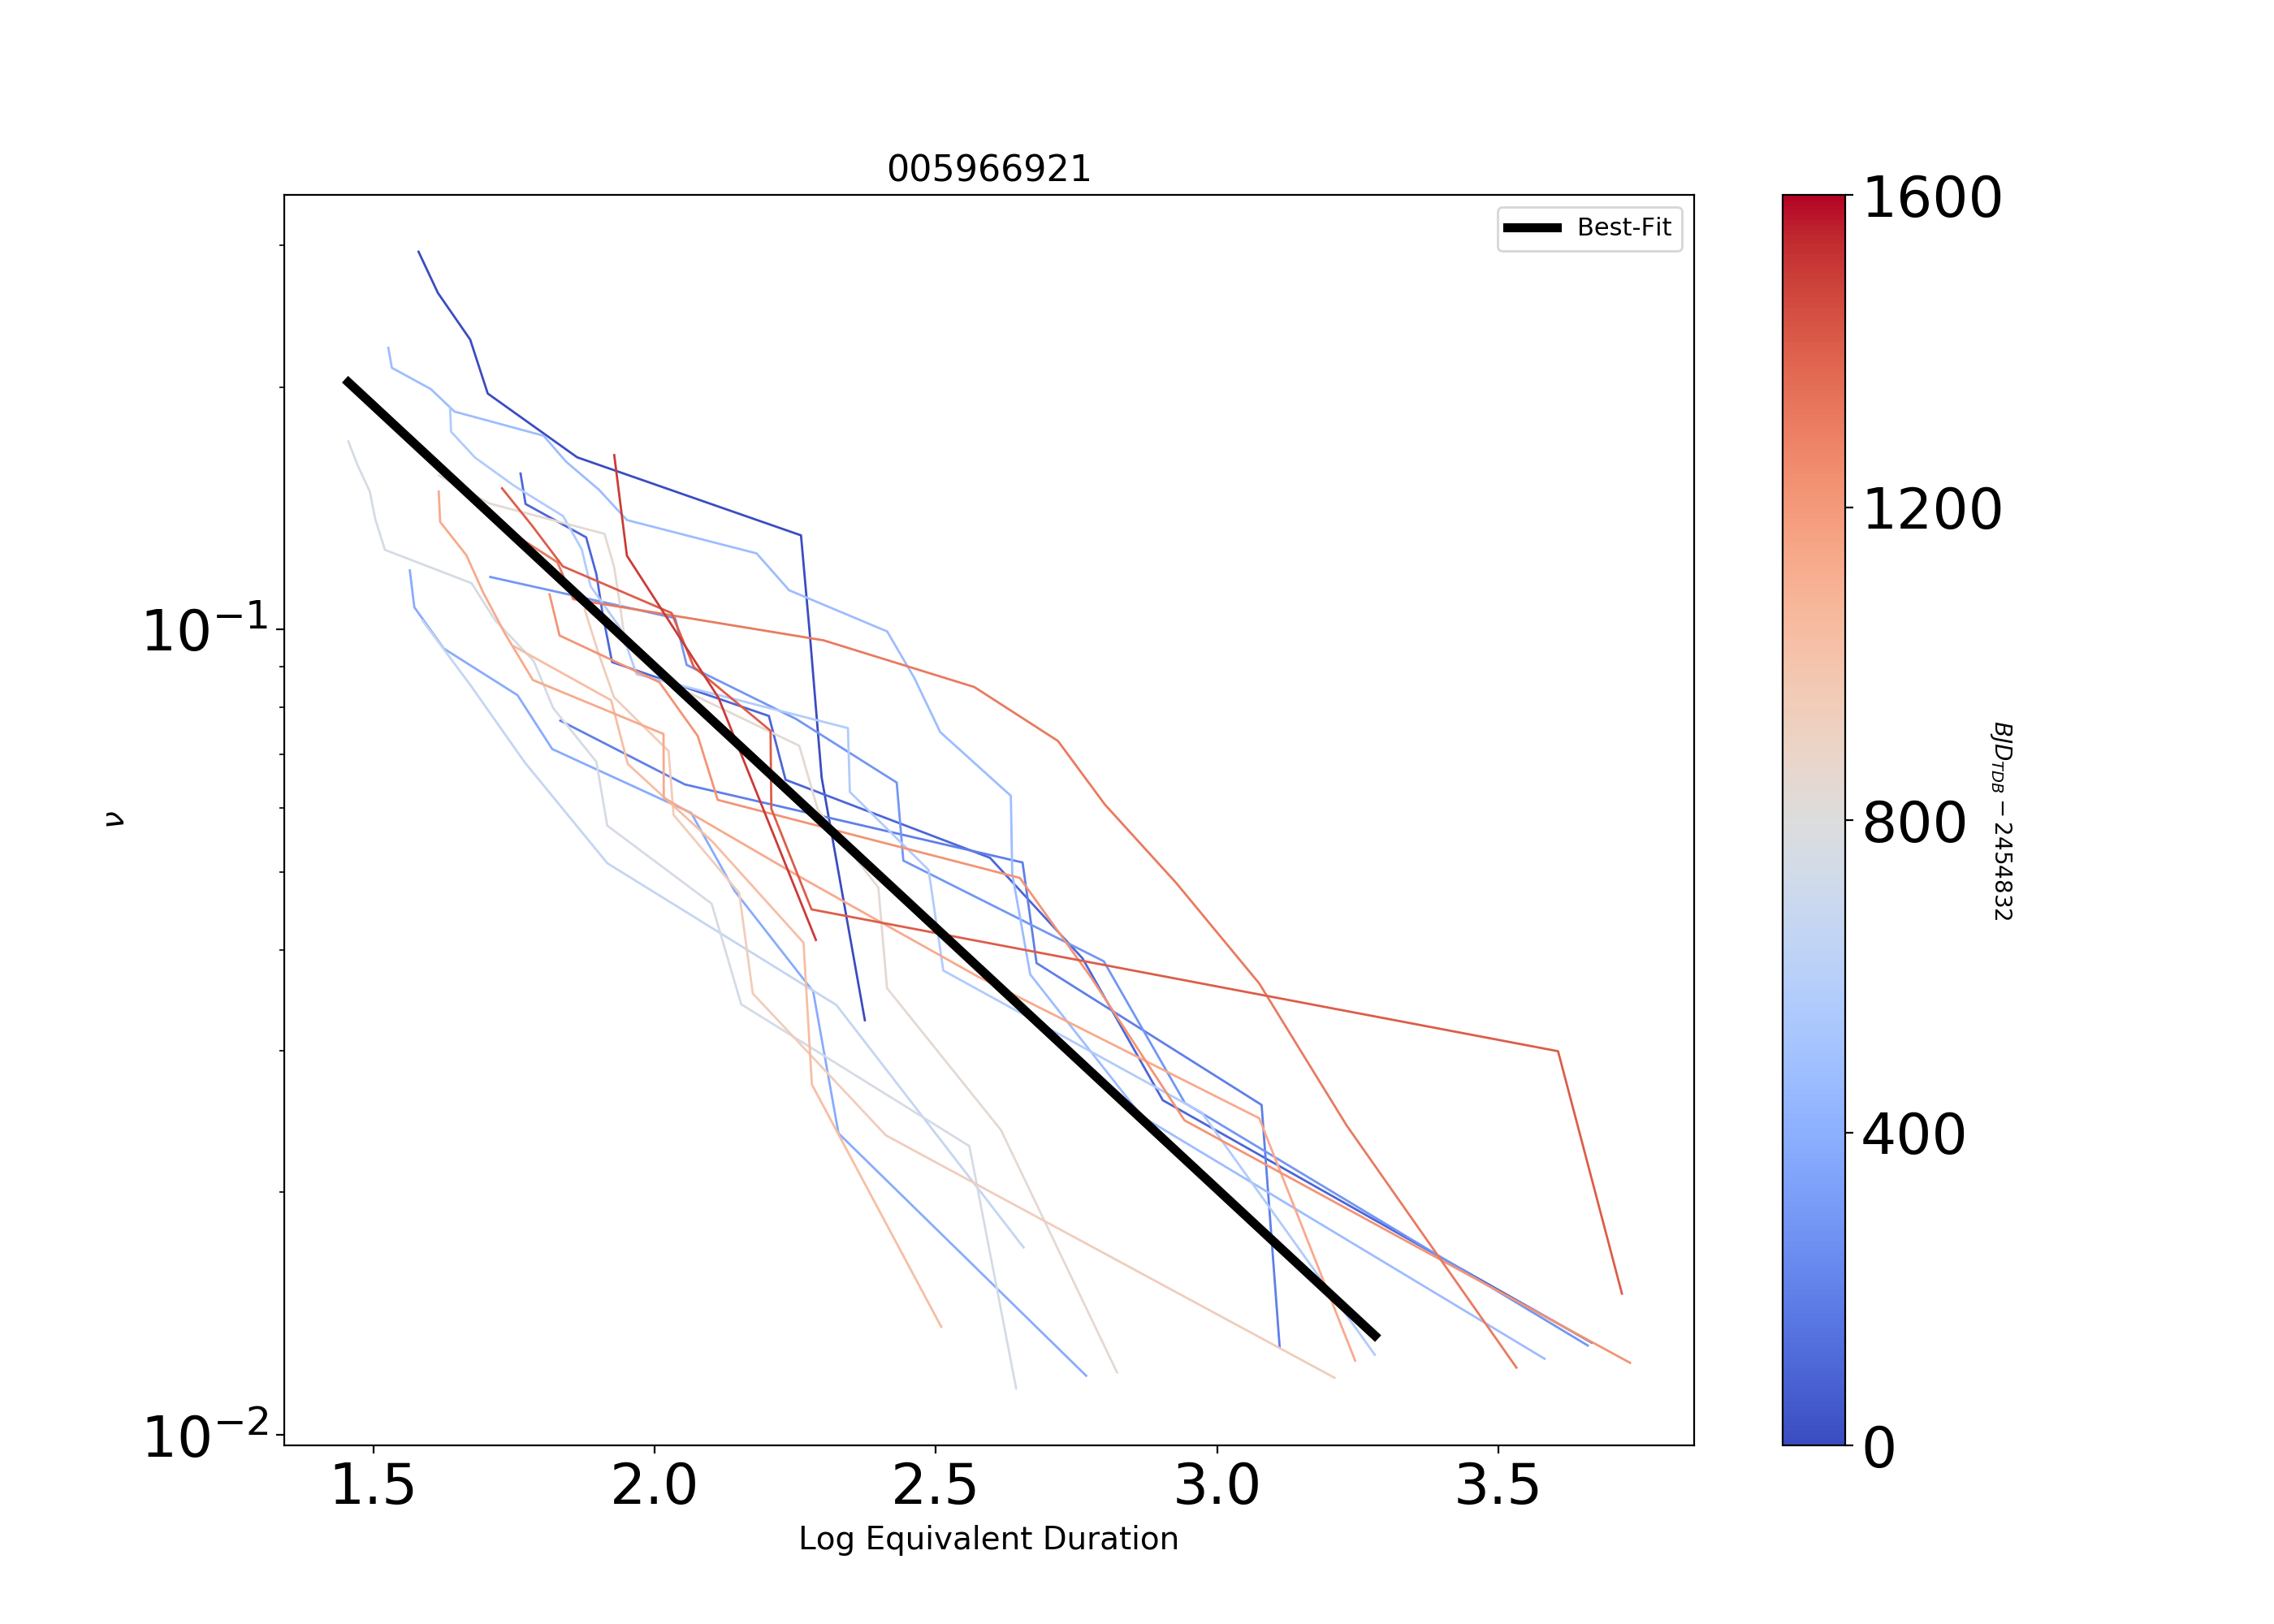 005966921
Best-Fit
10⁻¹
10⁻²
ν
1.5 2.0 2.5 3.0 3.5
Log Equivalent Duration
1600
1200
800
400
0
BJD_TDB − 2454832